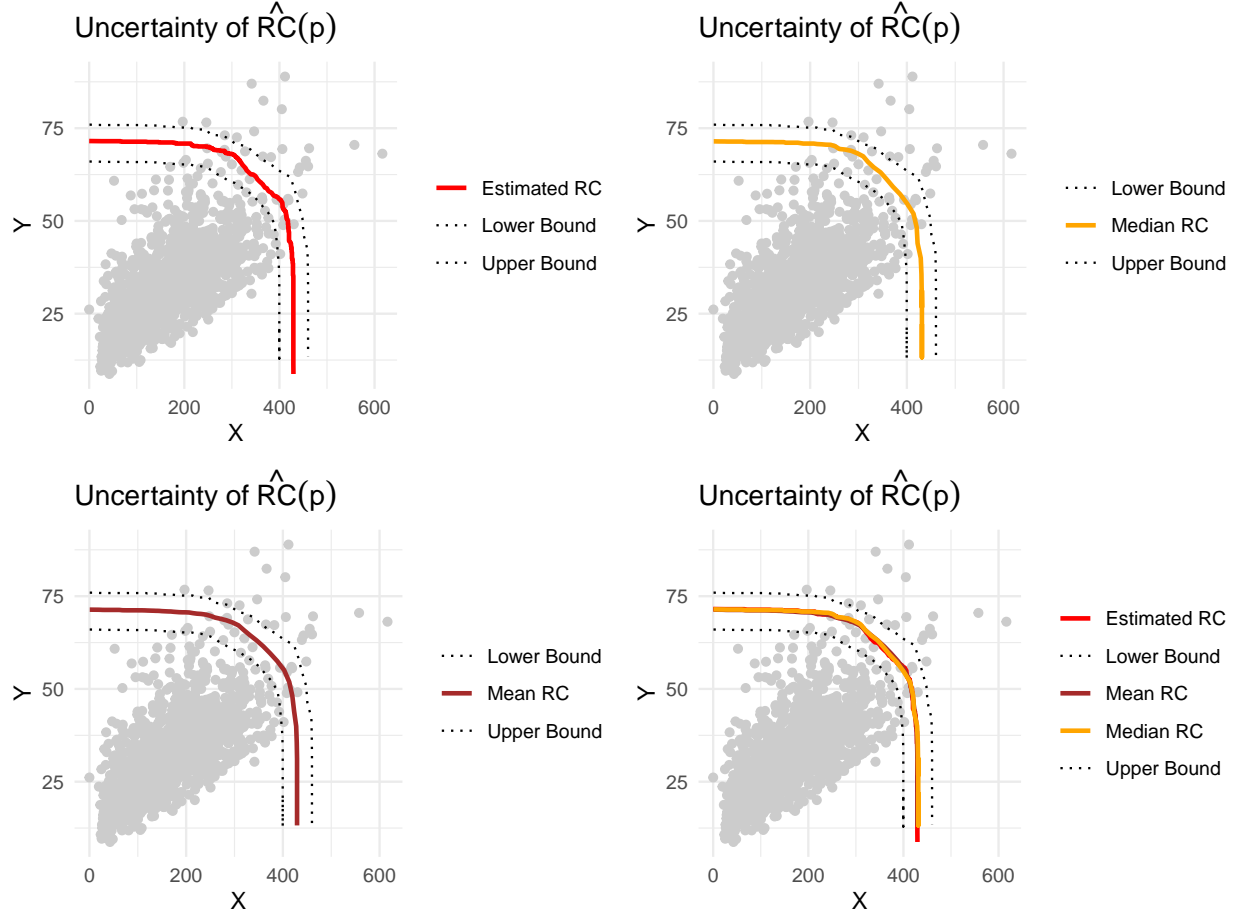 Uncertainty of R̂C(p)
Y
75
50
25
0 200 400 600
X
Estimated RC
Lower Bound
Upper Bound
Uncertainty of R̂C(p)
Y
75
50
25
0 200 400 600
X
Lower Bound
Median RC
Upper Bound
Uncertainty of R̂C(p)
Y
75
50
25
0 200 400 600
X
Lower Bound
Mean RC
Upper Bound
Uncertainty of R̂C(p)
Y
75
50
25
0 200 400 600
X
Estimated RC
Lower Bound
Mean RC
Median RC
Upper Bound